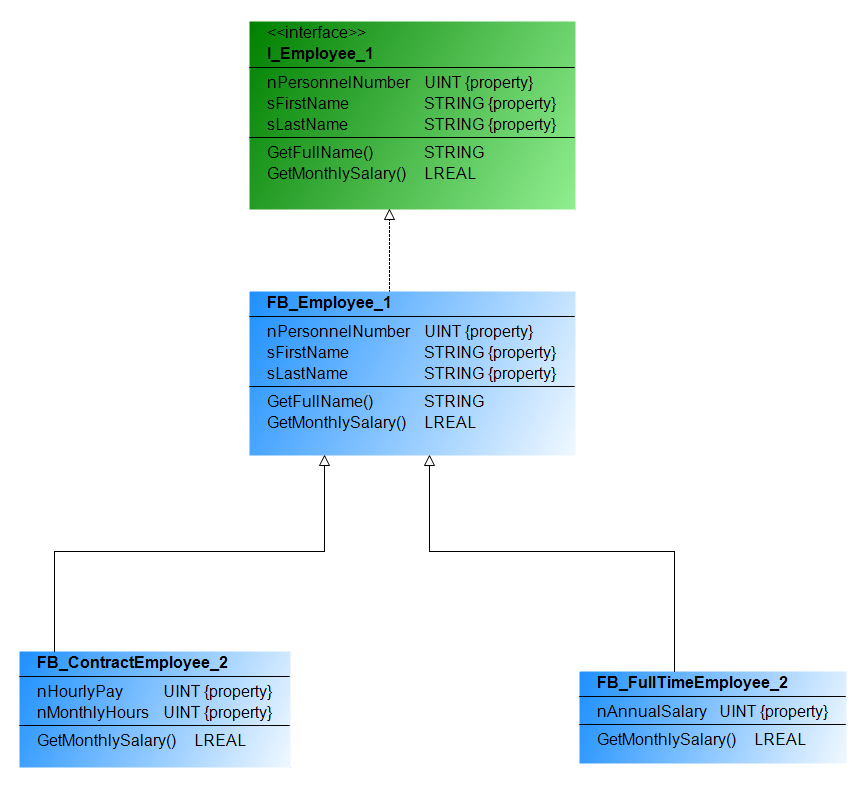 <<interface>>
I_Employee_1
nPersonnelNumber UINT {property}
sFirstName STRING {property}
sLastName STRING {property}
GetFullName() STRING
GetMonthlySalary() LREAL
FB_Employee_1
nPersonnelNumber UINT {property}
sFirstName STRING {property}
sLastName STRING {property}
GetFullName() STRING
GetMonthlySalary() LREAL
FB_ContractEmployee_2
nHourlyPay UINT {property}
nMonthlyHours UINT {property}
GetMonthlySalary() LREAL
FB_FullTimeEmployee_2
nAnnualSalary UINT {property}
GetMonthlySalary() LREAL